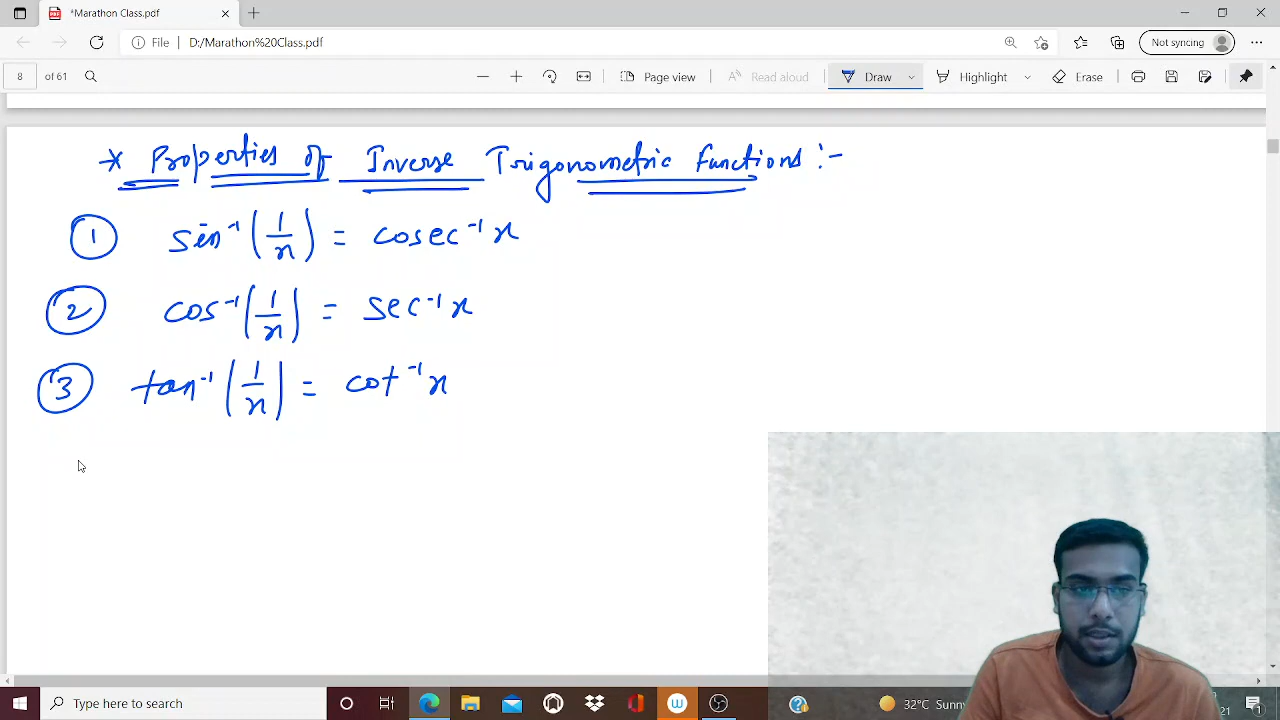 *Marathon Class.pdf
File D:/Marathon%20Class.pdf Not syncing
8 of 61 Page view Read aloud Draw Highlight Erase
* Properties of Inverse Trigonometric Functions :-
① sin⁻¹(1/x) = cosec⁻¹x
② cos⁻¹(1/x) = sec⁻¹x
③ tan⁻¹(1/x) = cot⁻¹x
Type here to search 32°C Sunny